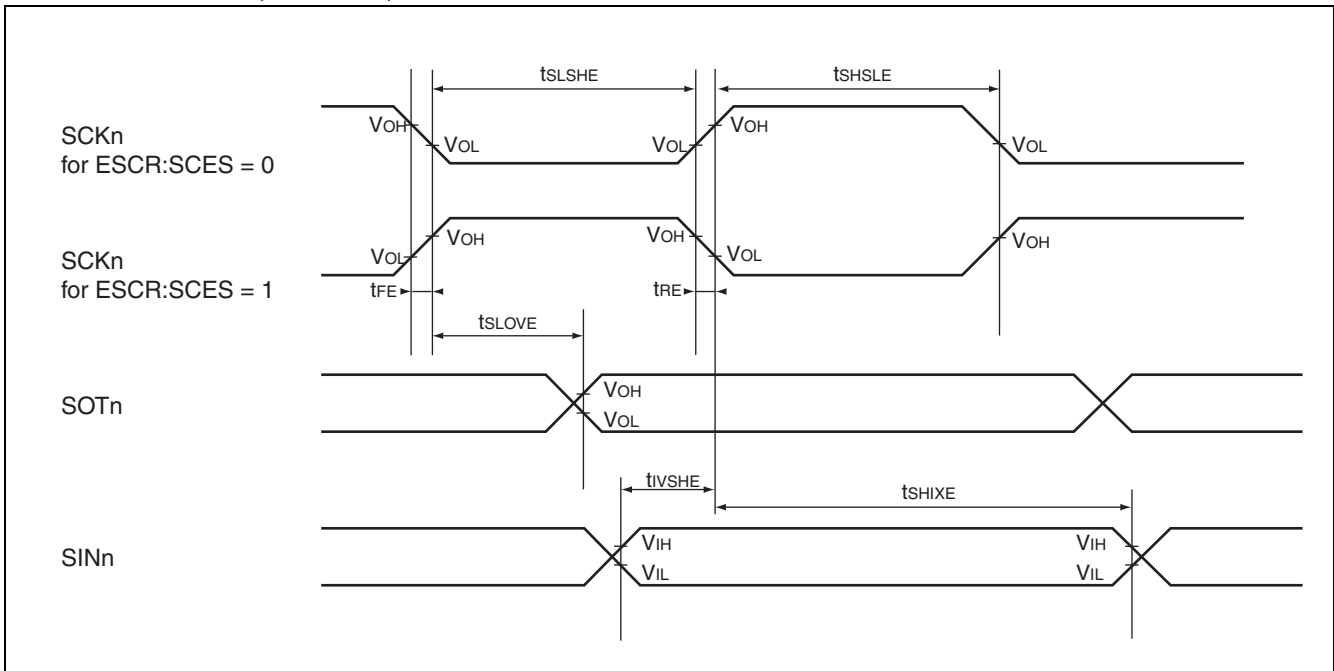 tSLSHE
tSHSLE
SCKn
for ESCR:SCES = 0
VOH
VOL
VOL
VOH
VOL
SCKn
for ESCR:SCES = 1
VOL
VOH
VOH
VOL
VOH
tFE
tRE
tSLOVE
SOTn
VOH
VOL
tIVSHE
tSHIXE
SINn
VIH
VIL
VIH
VIL